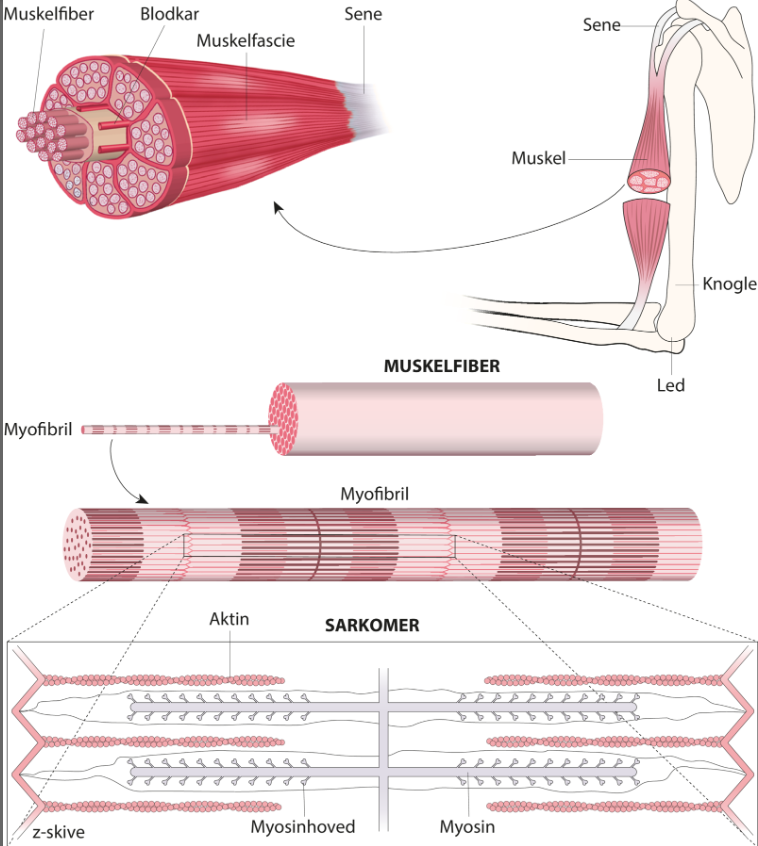 Muskelfiber
Blodkar
Sene
Muskelfascie
Sene
Muskel
Knogle
Led
MUSKELFIBER
Myofibril
Myofibril
Aktin
SARKOMER
z-skive
Myosinhoved
Myosin